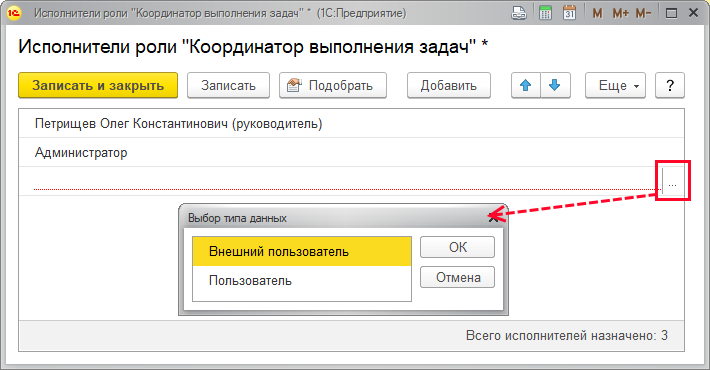 Исполнители роли "Координатор выполнения задач" * (1С:Предприятие)
M M+ M-
Исполнители роли "Координатор выполнения задач" *
Записать и закрыть Записать Подобрать Добавить Еще ?
Петрищев Олег Константинович (руководитель)
Администратор
...
Выбор типа данных
Внешний пользователь OK
Пользователь Отмена
Всего исполнителей назначено: 3